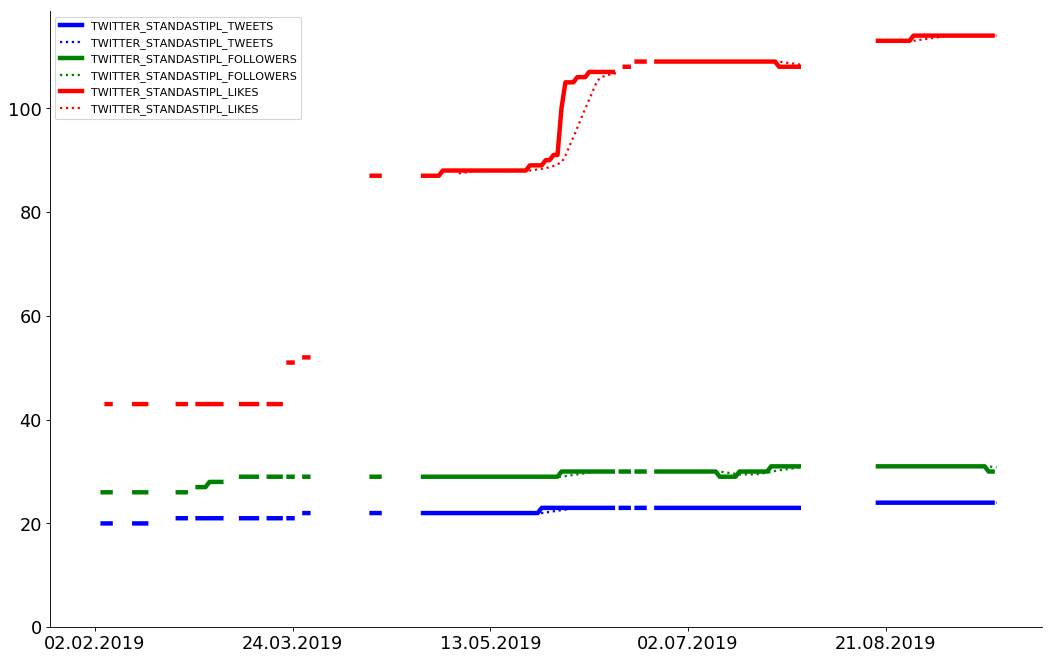 TWITTER_STANDASTIPL_TWEETS
TWITTER_STANDASTIPL_TWEETS
TWITTER_STANDASTIPL_FOLLOWERS
TWITTER_STANDASTIPL_FOLLOWERS
TWITTER_STANDASTIPL_LIKES
TWITTER_STANDASTIPL_LIKES
100
80
60
40
20
0
02.02.2019 24.03.2019 13.05.2019 02.07.2019 21.08.2019